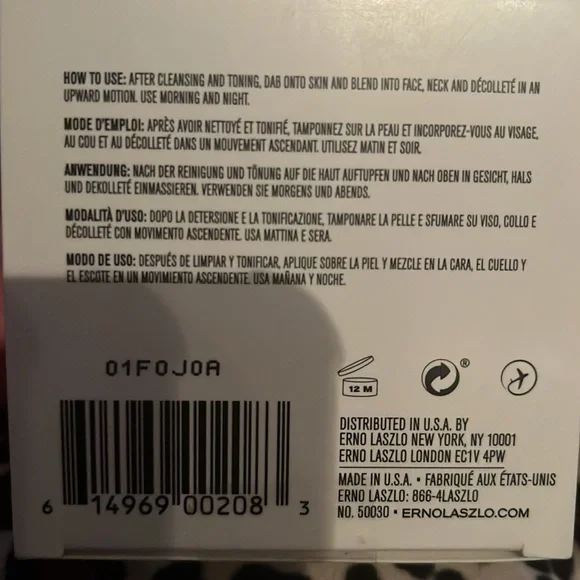 HOW TO USE: AFTER CLEANSING AND TONING, DAB ONTO SKIN AND BLEND INTO FACE, NECK AND DÉCOLLETÉ IN AN
UPWARD MOTION. USE MORNING AND NIGHT.
MODE D'EMPLOI: APRÈS AVOIR NETTOYÉ ET TONIFIÉ, TAMPONNEZ SUR LA PEAU ET INCORPOREZ-VOUS AU VISAGE,
AU COU ET AU DÉCOLLETÉ DANS UN MOUVEMENT ASCENDANT. UTILISEZ MATIN ET SOIR.
ANWENDUNG: NACH DER REINIGUNG UND TÖNUNG AUF DIE HAUT AUFTUPFEN UND NACH OBEN IN GESICHT, HALS
UND DEKOLLETÉ EINMASSIEREN. VERWENDEN SIE MORGENS UND ABENDS.
MODALITÀ D'USO: DOPO LA DETERSIONE E LA TONIFICAZIONE, TAMPONARE LA PELLE E SFUMARE SU VISO, COLLO E
DÉCOLLETÉ CON MOVIMENTO ASCENDENTE. USA MATTINA E SERA.
MODO DE USO: DESPUÉS DE LIMPIAR Y TONIFICAR, APLIQUE SOBRE LA PIEL Y MEZCLE EN LA CARA, EL CUELLO Y
EL ESCOTE EN UN MOVIMIENTO ASCENDENTE. USA MAÑANA Y NOCHE.
01F0J0A
6 14969 00208 3
12 M
®
DISTRIBUTED IN U.S.A. BY
ERNO LASZLO NEW YORK, NY 10001
ERNO LASZLO LONDON EC1V 4PW
MADE IN U.S.A. • FABRIQUÉ AUX ÉTATS-UNIS
ERNO LASZLO: 866-4LASZLO
NO. 50030 • ERNOLASZLO.COM